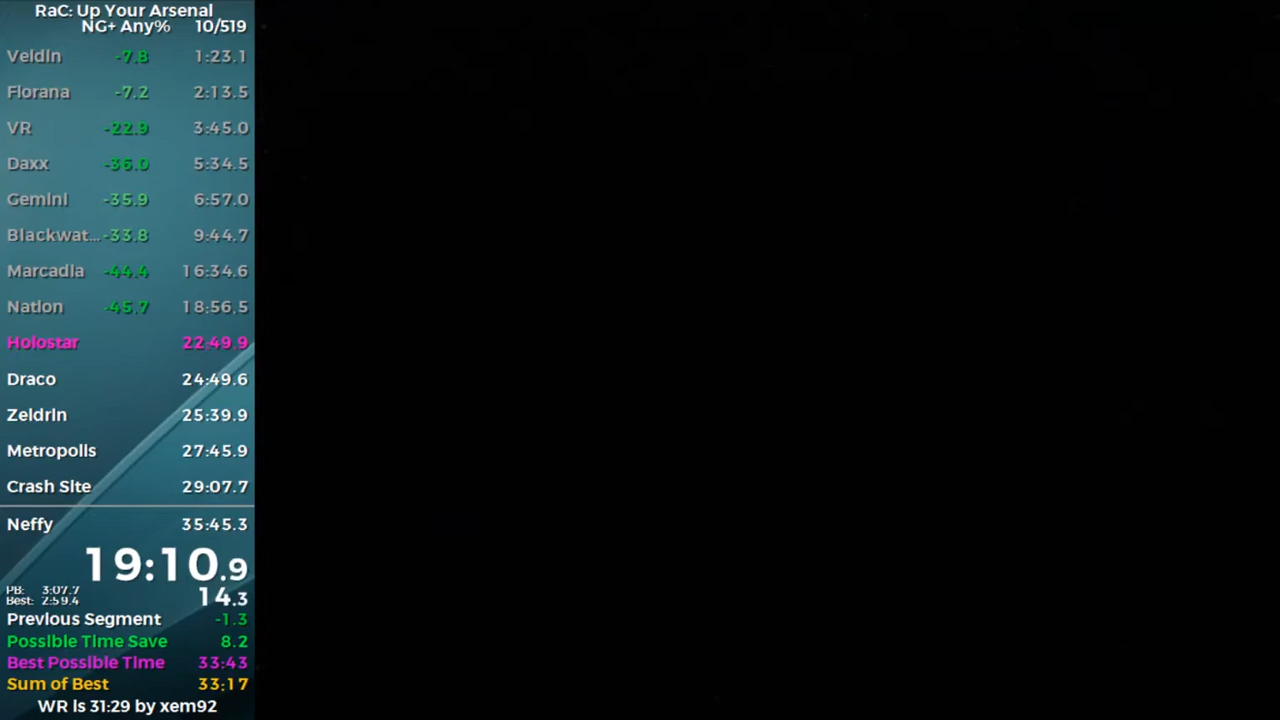 RaC: Up Your Arsenal
NG+ Any% 10/519
Veldin -7.8 1:23.1
Florana -7.2 2:13.5
VR -22.9 3:45.0
Daxx -36.0 5:34.5
Gemini -35.9 6:57.0
Blackwat... -33.8 9:44.7
Marcadia -44.4 16:34.6
Nation -45.7 18:56.5
Holostar 22:49.9
Draco 24:49.6
Zeldrin 25:39.9
Metropolis 27:45.9
Crash Site 29:07.7
Neffy 35:45.3
19:10.9
PB: 3:07.7
Best: 2:59.4
14.3
Previous Segment -1.3
Possible Time Save 8.2
Best Possible Time 33:43
Sum of Best 33:17
WR is 31:29 by xem92